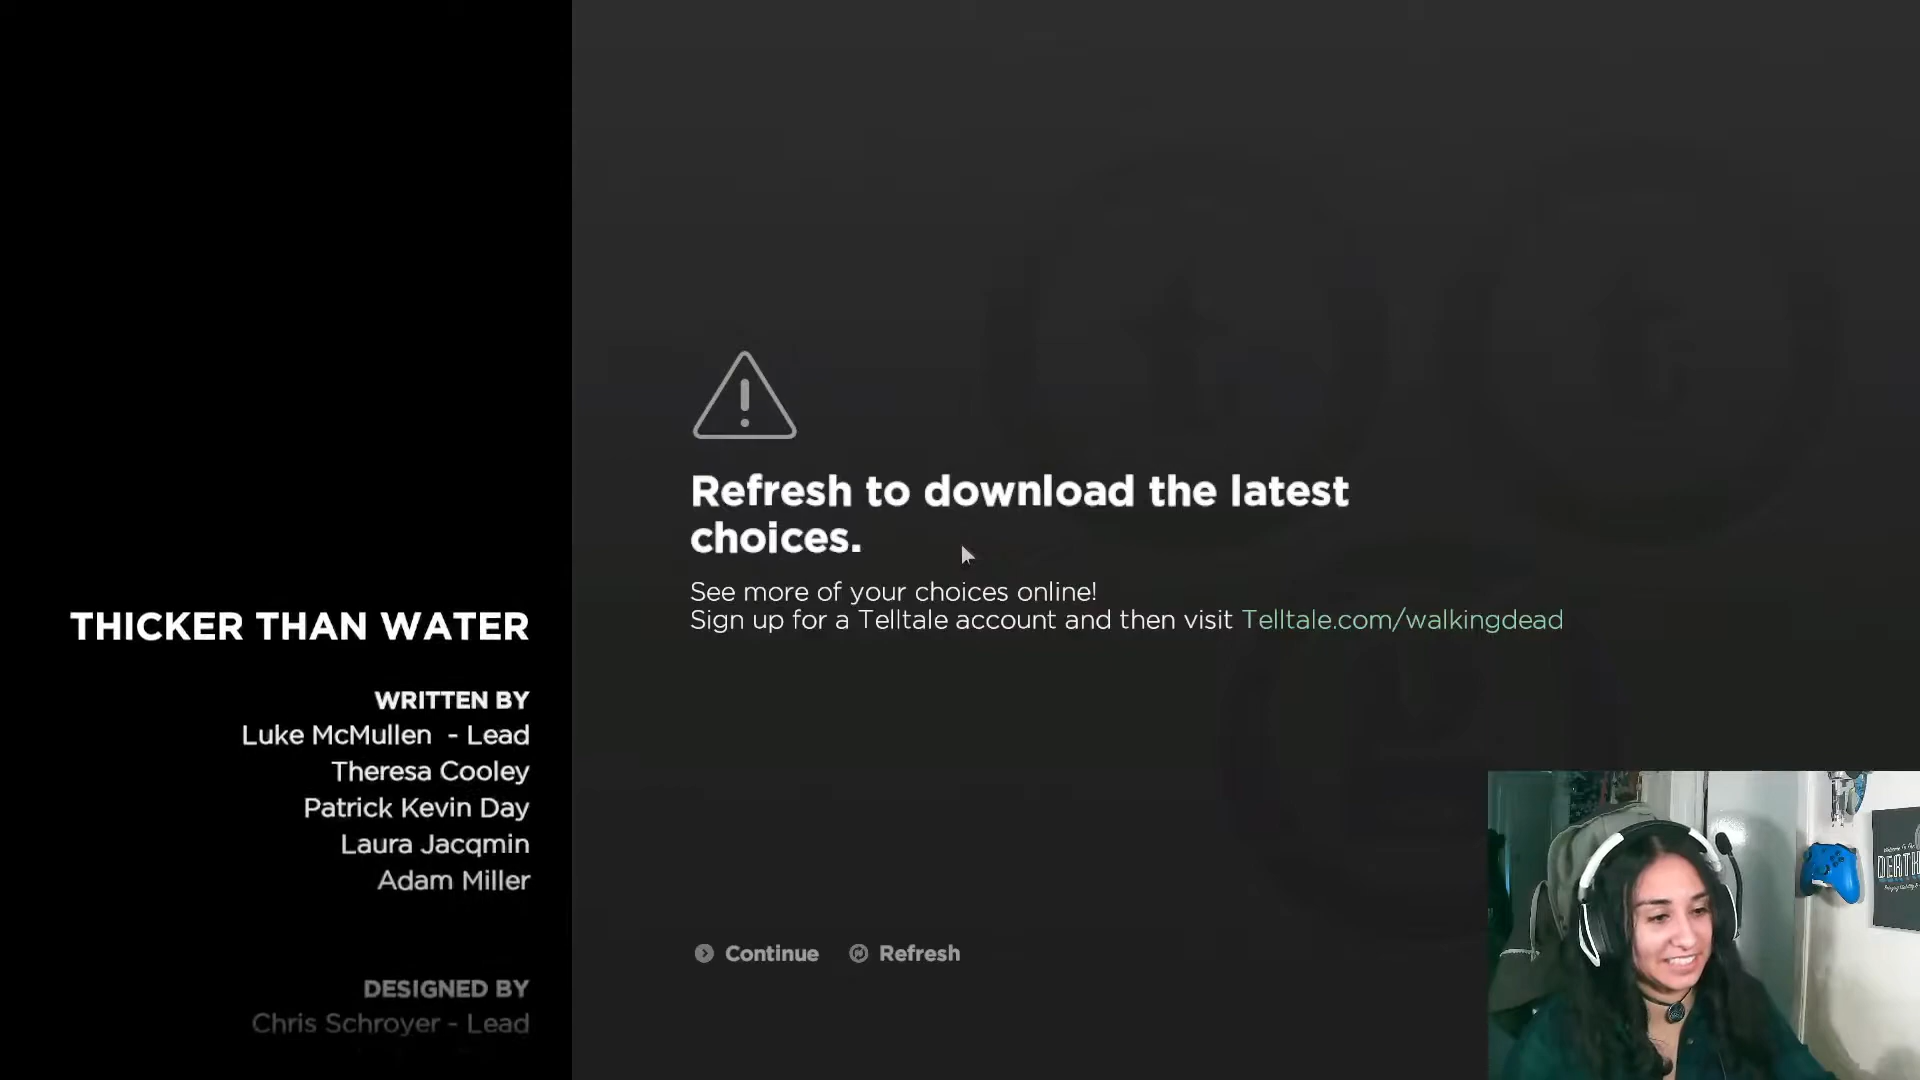 THICKER THAN WATER
WRITTEN BY
Luke McMullen - Lead
Theresa Cooley
Patrick Kevin Day
Laura Jacqmin
Adam Miller
DESIGNED BY
Chris Schroyer - Lead
Refresh to download the latest
choices.
See more of your choices online!
Sign up for a Telltale account and then visit Telltale.com/walkingdead
Continue Refresh